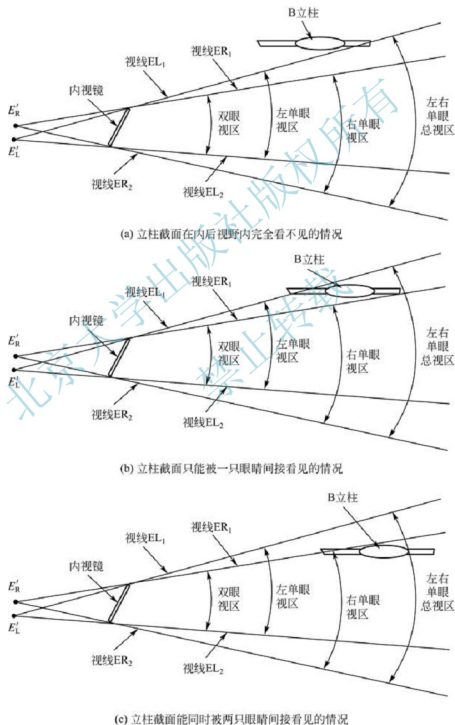 B立柱
视线EL₁
视线ER₁
内视镜
E′R
E′L
双眼
视区
左单眼
视区
右单眼
视区
左右
单眼
总视区
视线ER₂
视线EL₂
(a) 立柱截面在内后视野内完全看不见的情况
B立柱
视线EL₁
视线ER₁
内视镜
E′R
E′L
双眼
视区
左单眼
视区
右单眼
视区
左右
单眼
总视区
视线ER₂
视线EL₂
(b) 立柱截面只能被一只眼睛间接看见的情况
B立柱
视线EL₁
视线ER₁
内视镜
E′R
E′L
双眼
视区
左单眼
视区
右单眼
视区
左右
单眼
总视区
视线ER₂
视线EL₂
(c) 立柱截面能同时被两只眼睛间接看见的情况
北京大学出版社版权所有
禁止转载